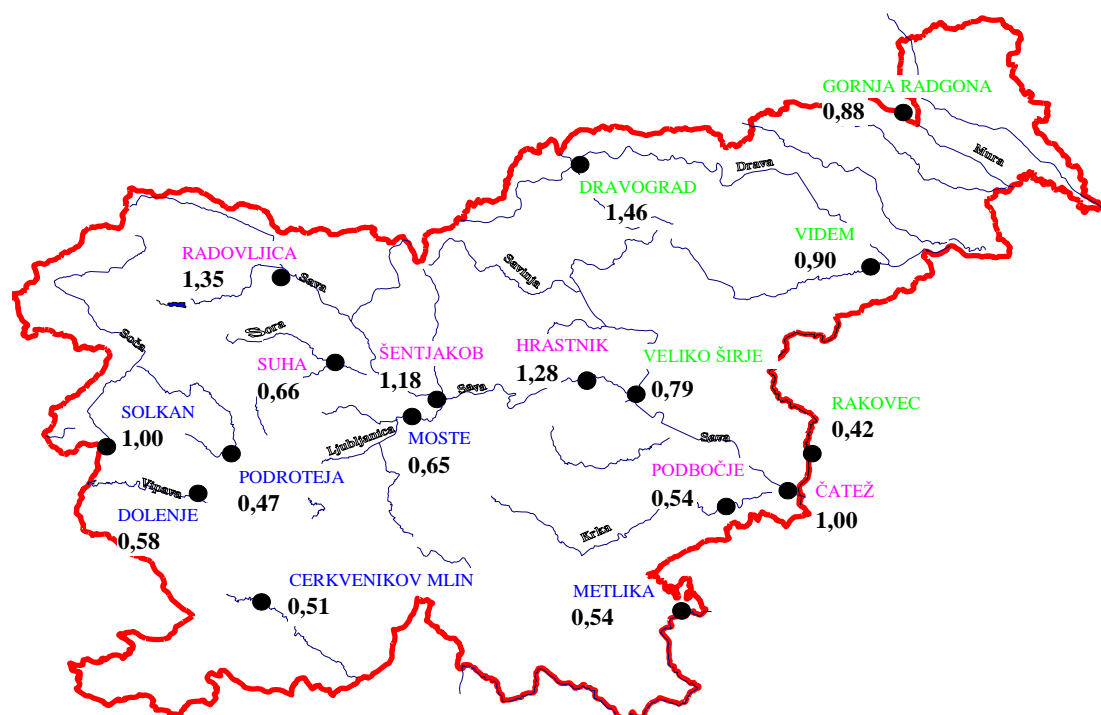 GORNJA RADGONA
0,88
Mura
Drava
DRAVOGRAD
1,46
VIDEM
0,90
RADOVLJICA
1,35
Sava
Savinja
Soča
Sora
SUHA
0,66
ŠENTJAKOB
1,18
Sava
HRASTNIK
1,28
VELIKO ŠIRJE
0,79
SOLKAN
1,00
Ljubljanica
MOSTE
0,65
Sava
RAKOVEC
0,42
PODROTEJA
0,47
Vipava
DOLENJE
0,58
PODBOČJE
0,54
ČATEŽ
1,00
Krka
CERKVENIKOV MLIN
0,51
METLIKA
0,54